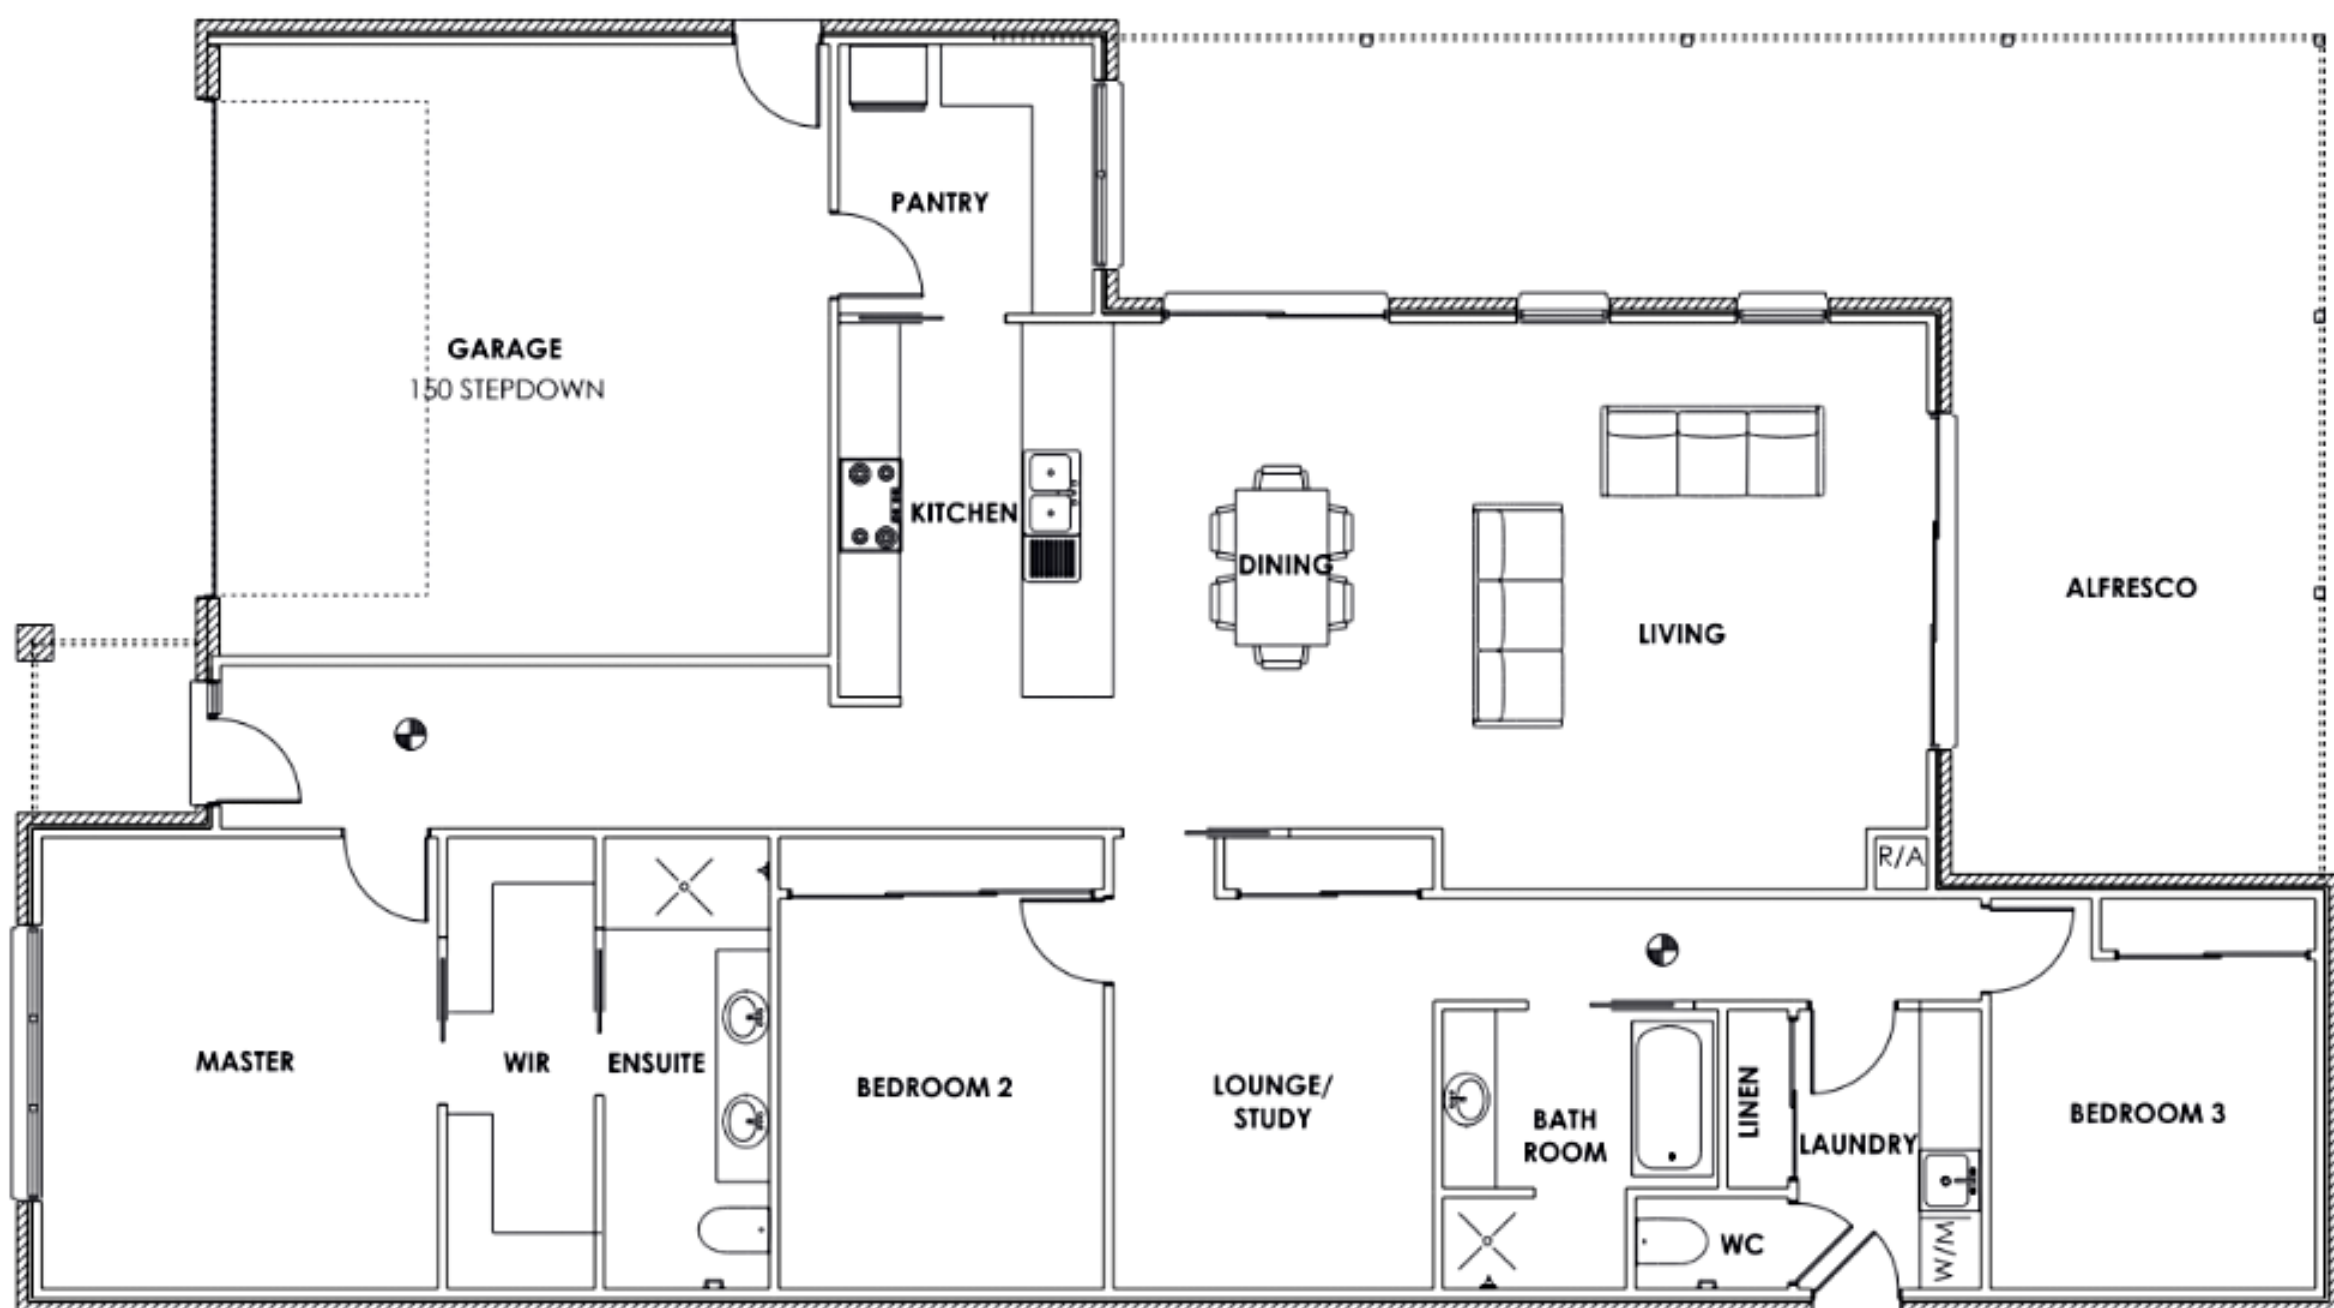 PANTRY
GARAGE
150 STEPDOWN
KITCHEN
DINING
LIVING
ALFRESCO
R/A
MASTER
WIR
ENSUITE
BEDROOM 2
LOUNGE/
STUDY
BATH
ROOM
LINEN
LAUNDRY
BEDROOM 3
WC
W/M